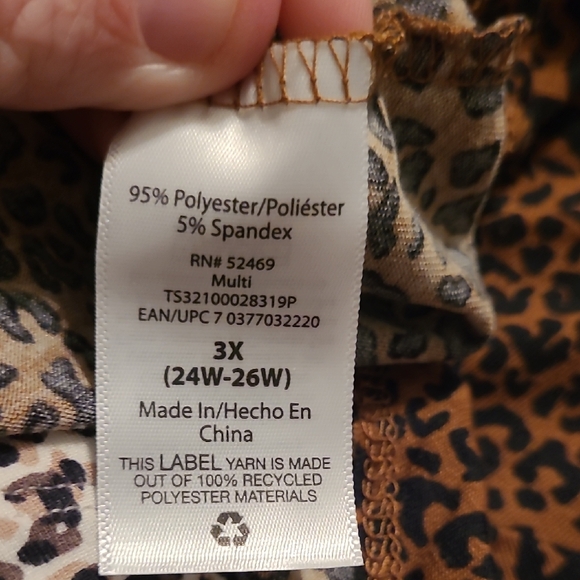 95% Polyester/Poliéster
5% Spandex
RN# 52469
Multi
TS32100028319P
EAN/UPC 7 0377032220
3X
(24W-26W)
Made In/Hecho En
China
THIS LABEL YARN IS MADE
OUT OF 100% RECYCLED
POLYESTER MATERIALS